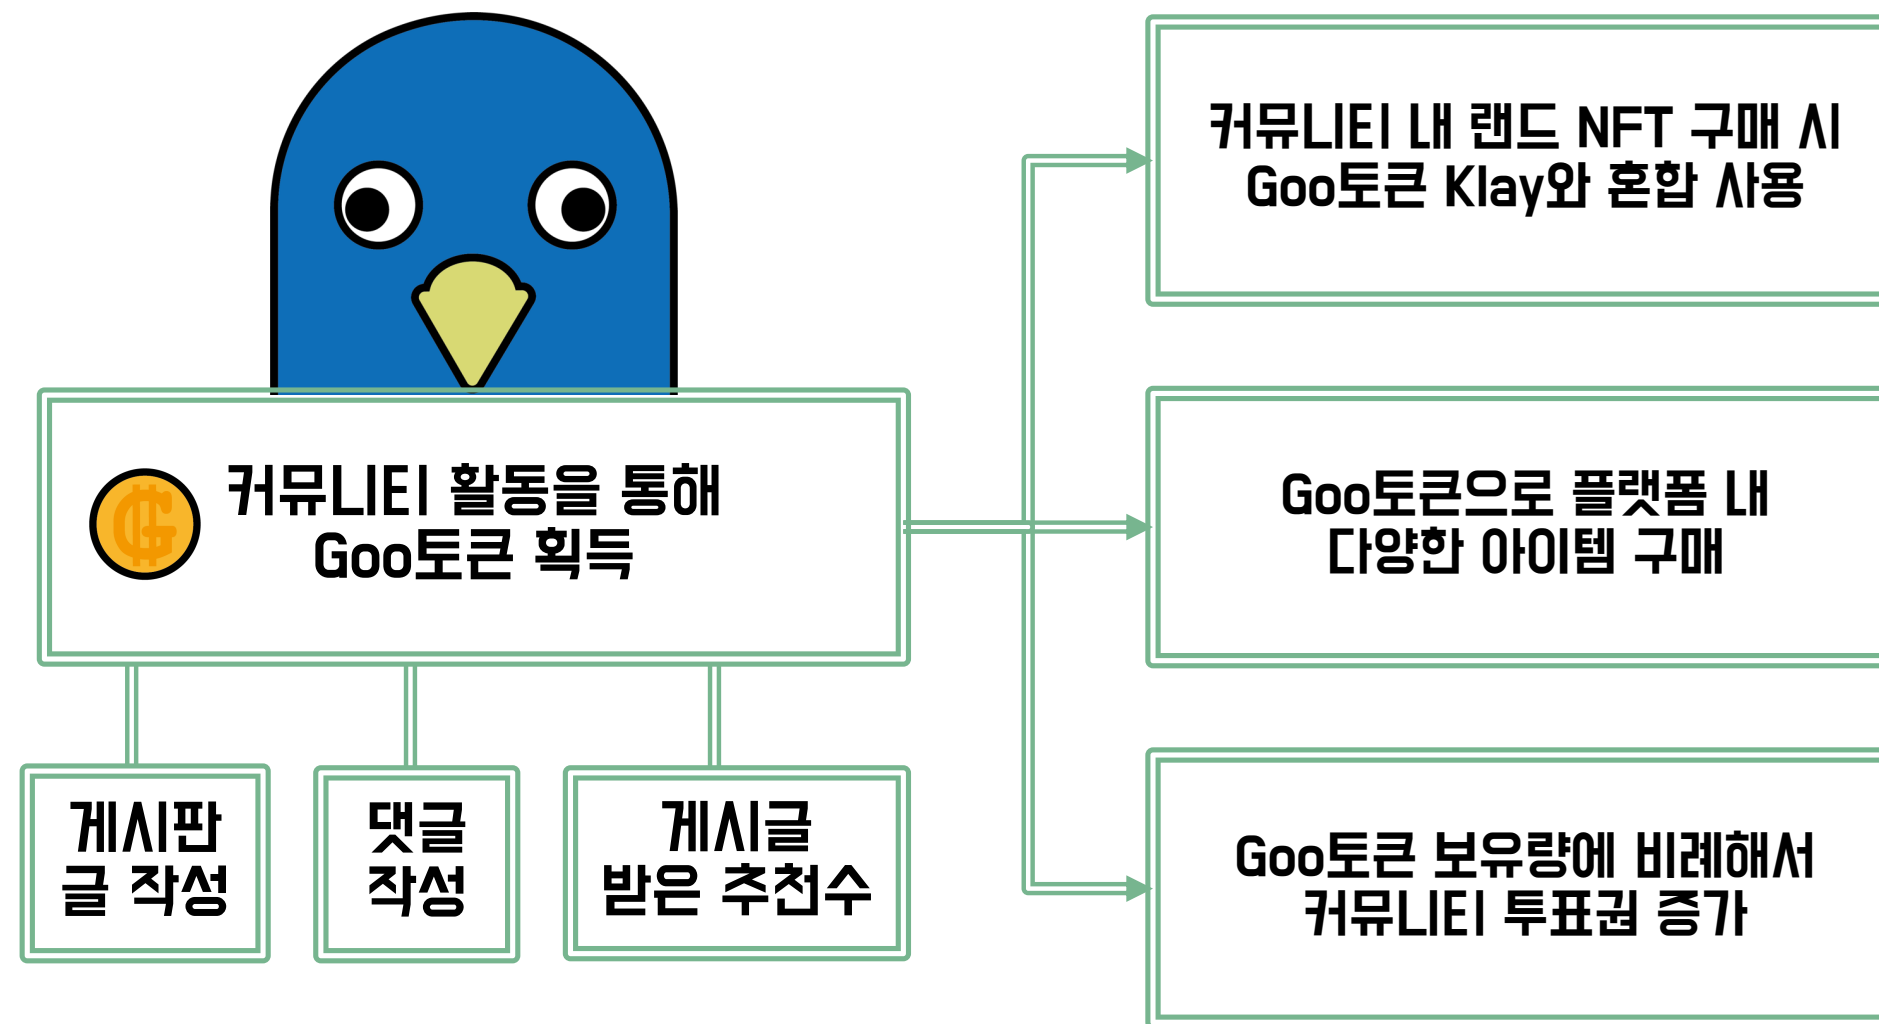 커뮤니티 활동을 통해
Goo토큰 획득
게시판
글 작성
댓글
작성
게시글
받은 추천수
커뮤니티 내 랜드 NFT 구매 시
Goo토큰 Klay와 혼합 사용
Goo토큰으로 플랫폼 내
다양한 아이템 구매
Goo토큰 보유량에 비례해서
커뮤니티 투표권 증가